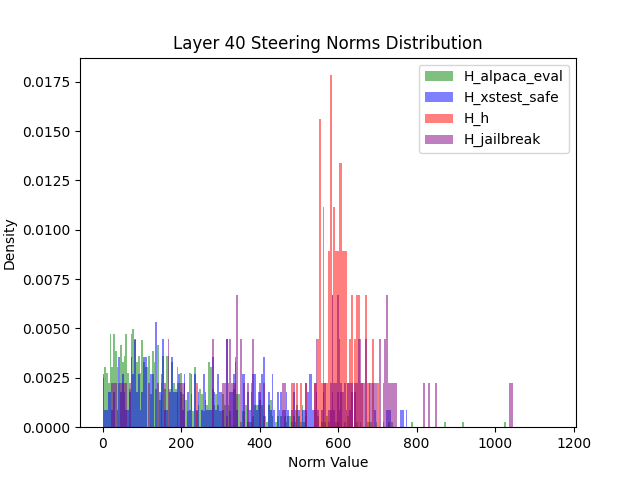 Layer 40 Steering Norms Distribution
H_alpaca_eval
H_xstest_safe
H_h
H_jailbreak
0.0175
0.0150
0.0125
0.0100
0.0075
0.0050
0.0025
0.0000
Density
0 200 400 600 800 1000 1200
Norm Value